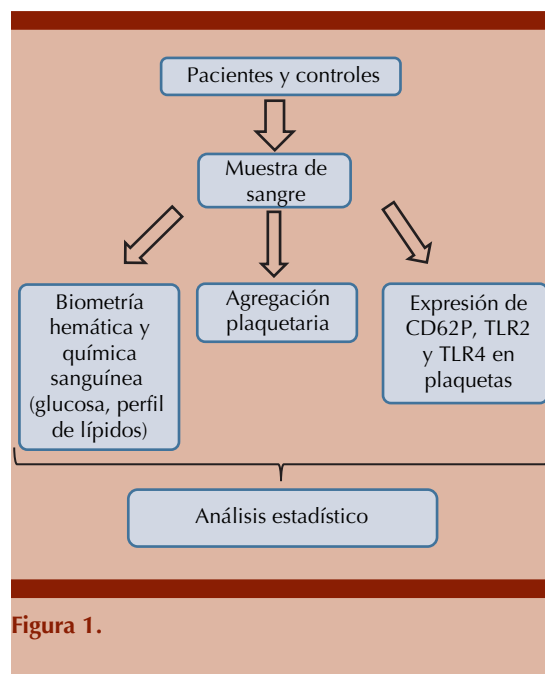 Pacientes y controles
Muestra de
sangre
Biometría
hemática y
química
sanguínea
(glucosa, perfil
de lípidos)
Agregación
plaquetaria
Expresión de
CD62P, TLR2
y TLR4 en
plaquetas
Análisis estadístico
Figura 1.